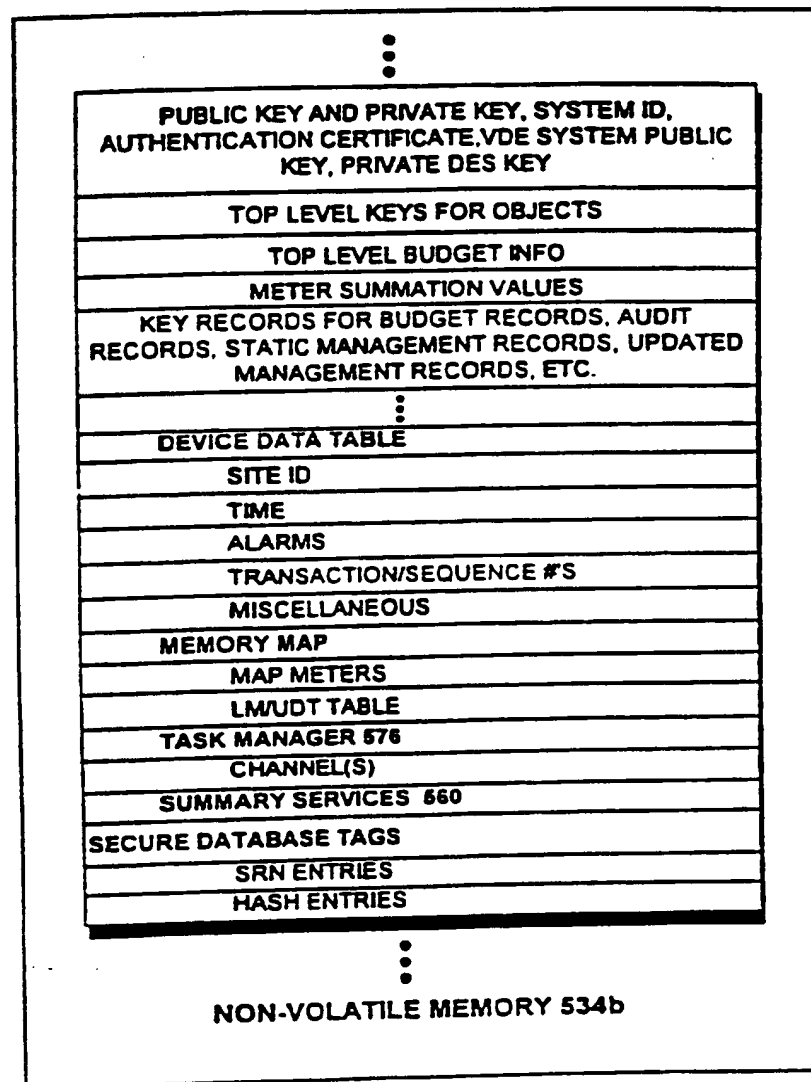 PUBLIC KEY AND PRIVATE KEY, SYSTEM ID,
AUTHENTICATION CERTIFICATE,VDE SYSTEM PUBLIC
KEY, PRIVATE DES KEY
TOP LEVEL KEYS FOR OBJECTS
TOP LEVEL BUDGET INFO
METER SUMMATION VALUES
KEY RECORDS FOR BUDGET RECORDS, AUDIT
RECORDS, STATIC MANAGEMENT RECORDS, UPDATED
MANAGEMENT RECORDS, ETC.
DEVICE DATA TABLE
SITE ID
TIME
ALARMS
TRANSACTION/SEQUENCE #'S
MISCELLANEOUS
MEMORY MAP
MAP METERS
LM/UDT TABLE
TASK MANAGER 576
CHANNEL(S)
SUMMARY SERVICES 560
SECURE DATABASE TAGS
SRN ENTRIES
HASH ENTRIES
NON-VOLATILE MEMORY 534b